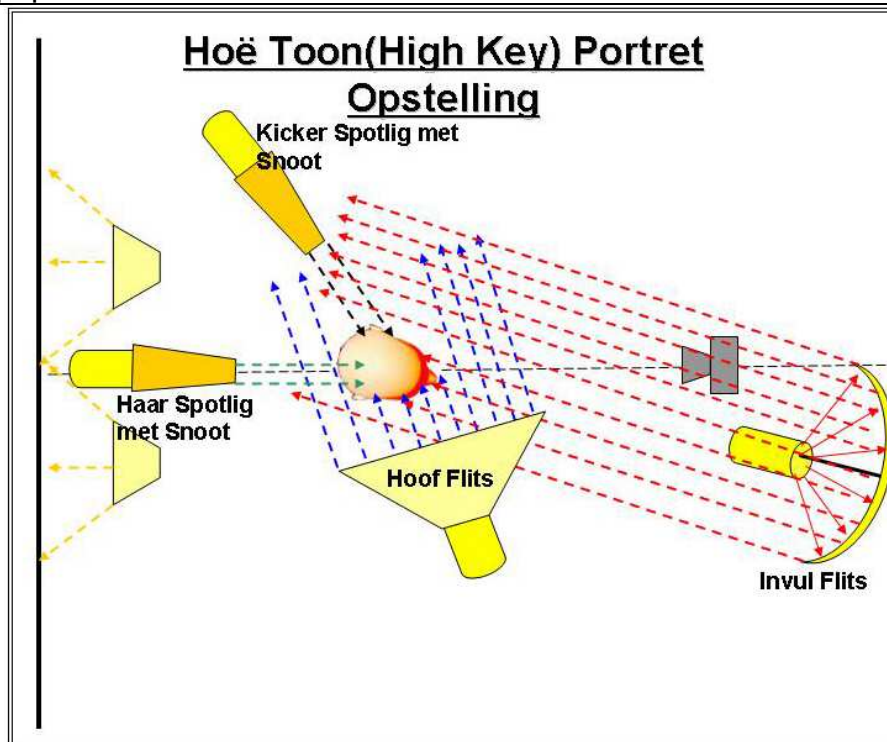 Hoë Toon(High Key) Portret
Opstelling
Kicker Spotlig met
Snoot
Haar Spotlig
met Snoot
Hoof Flits
Invul Flits